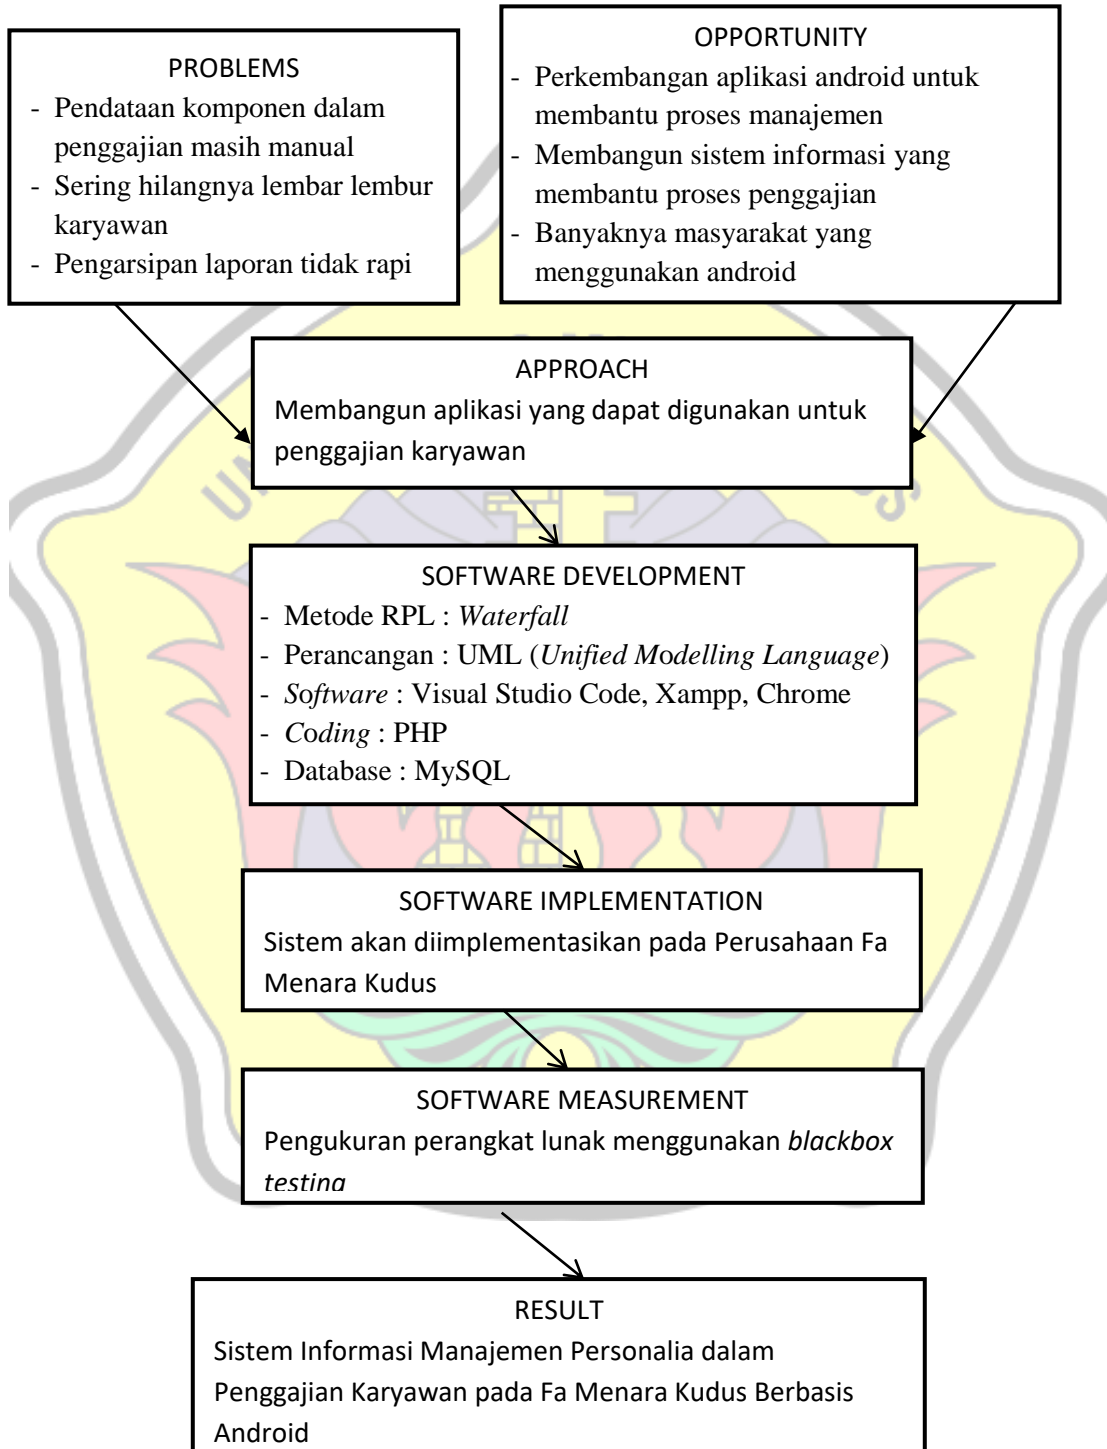 PROBLEMS
- Pendataan komponen dalam
penggajian masih manual
- Sering hilangnya lembar lembur
karyawan
- Pengarsipan laporan tidak rapi
OPPORTUNITY
- Perkembangan aplikasi android untuk
membantu proses manajemen
- Membangun sistem informasi yang
membantu proses penggajian
- Banyaknya masyarakat yang
menggunakan android
APPROACH
Membangun aplikasi yang dapat digunakan untuk
penggajian karyawan
SOFTWARE DEVELOPMENT
- Metode RPL : Waterfall
- Perancangan : UML (Unified Modelling Language)
- Software : Visual Studio Code, Xampp, Chrome
- Coding : PHP
- Database : MySQL
SOFTWARE IMPLEMENTATION
Sistem akan diimplementasikan pada Perusahaan Fa
Menara Kudus
SOFTWARE MEASUREMENT
Pengukuran perangkat lunak menggunakan blackbox
testing
RESULT
Sistem Informasi Manajemen Personalia dalam
Penggajian Karyawan pada Fa Menara Kudus Berbasis
Android